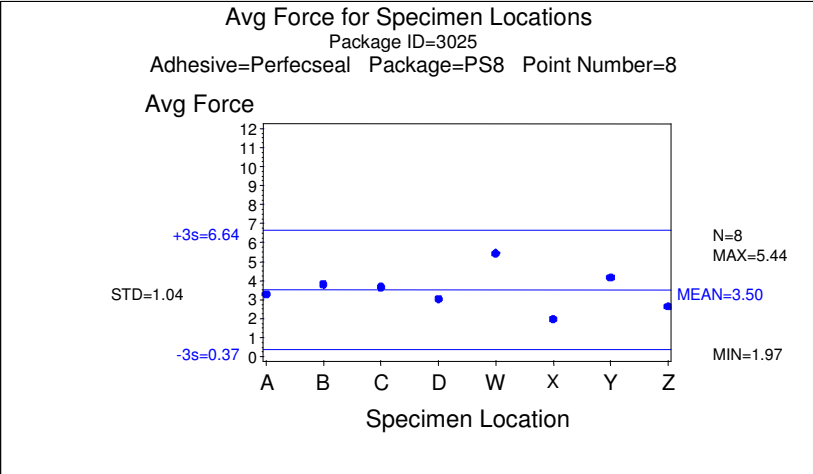 Avg Force for Specimen Locations
Package ID=3025
Adhesive=Perfecseal Package=PS8 Point Number=8
Avg Force
12
11
10
9
8
7
+3s=6.64
N=8
6
MAX=5.44
5
4
STD=1.04
MEAN=3.50
3
2
1
-3s=0.37
MIN=1.97
0
A B C D W X Y Z
Specimen Location